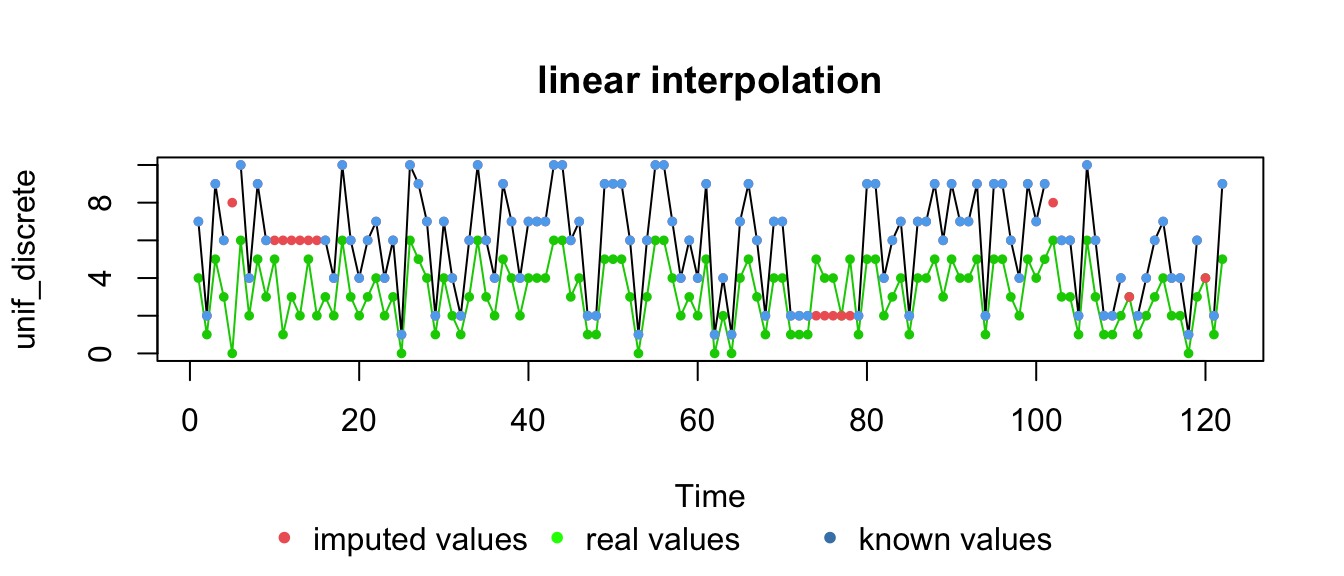 linear interpolation
unif_discrete
8
4
0
0 20 40 60 80 100 120
Time
imputed values real values known values